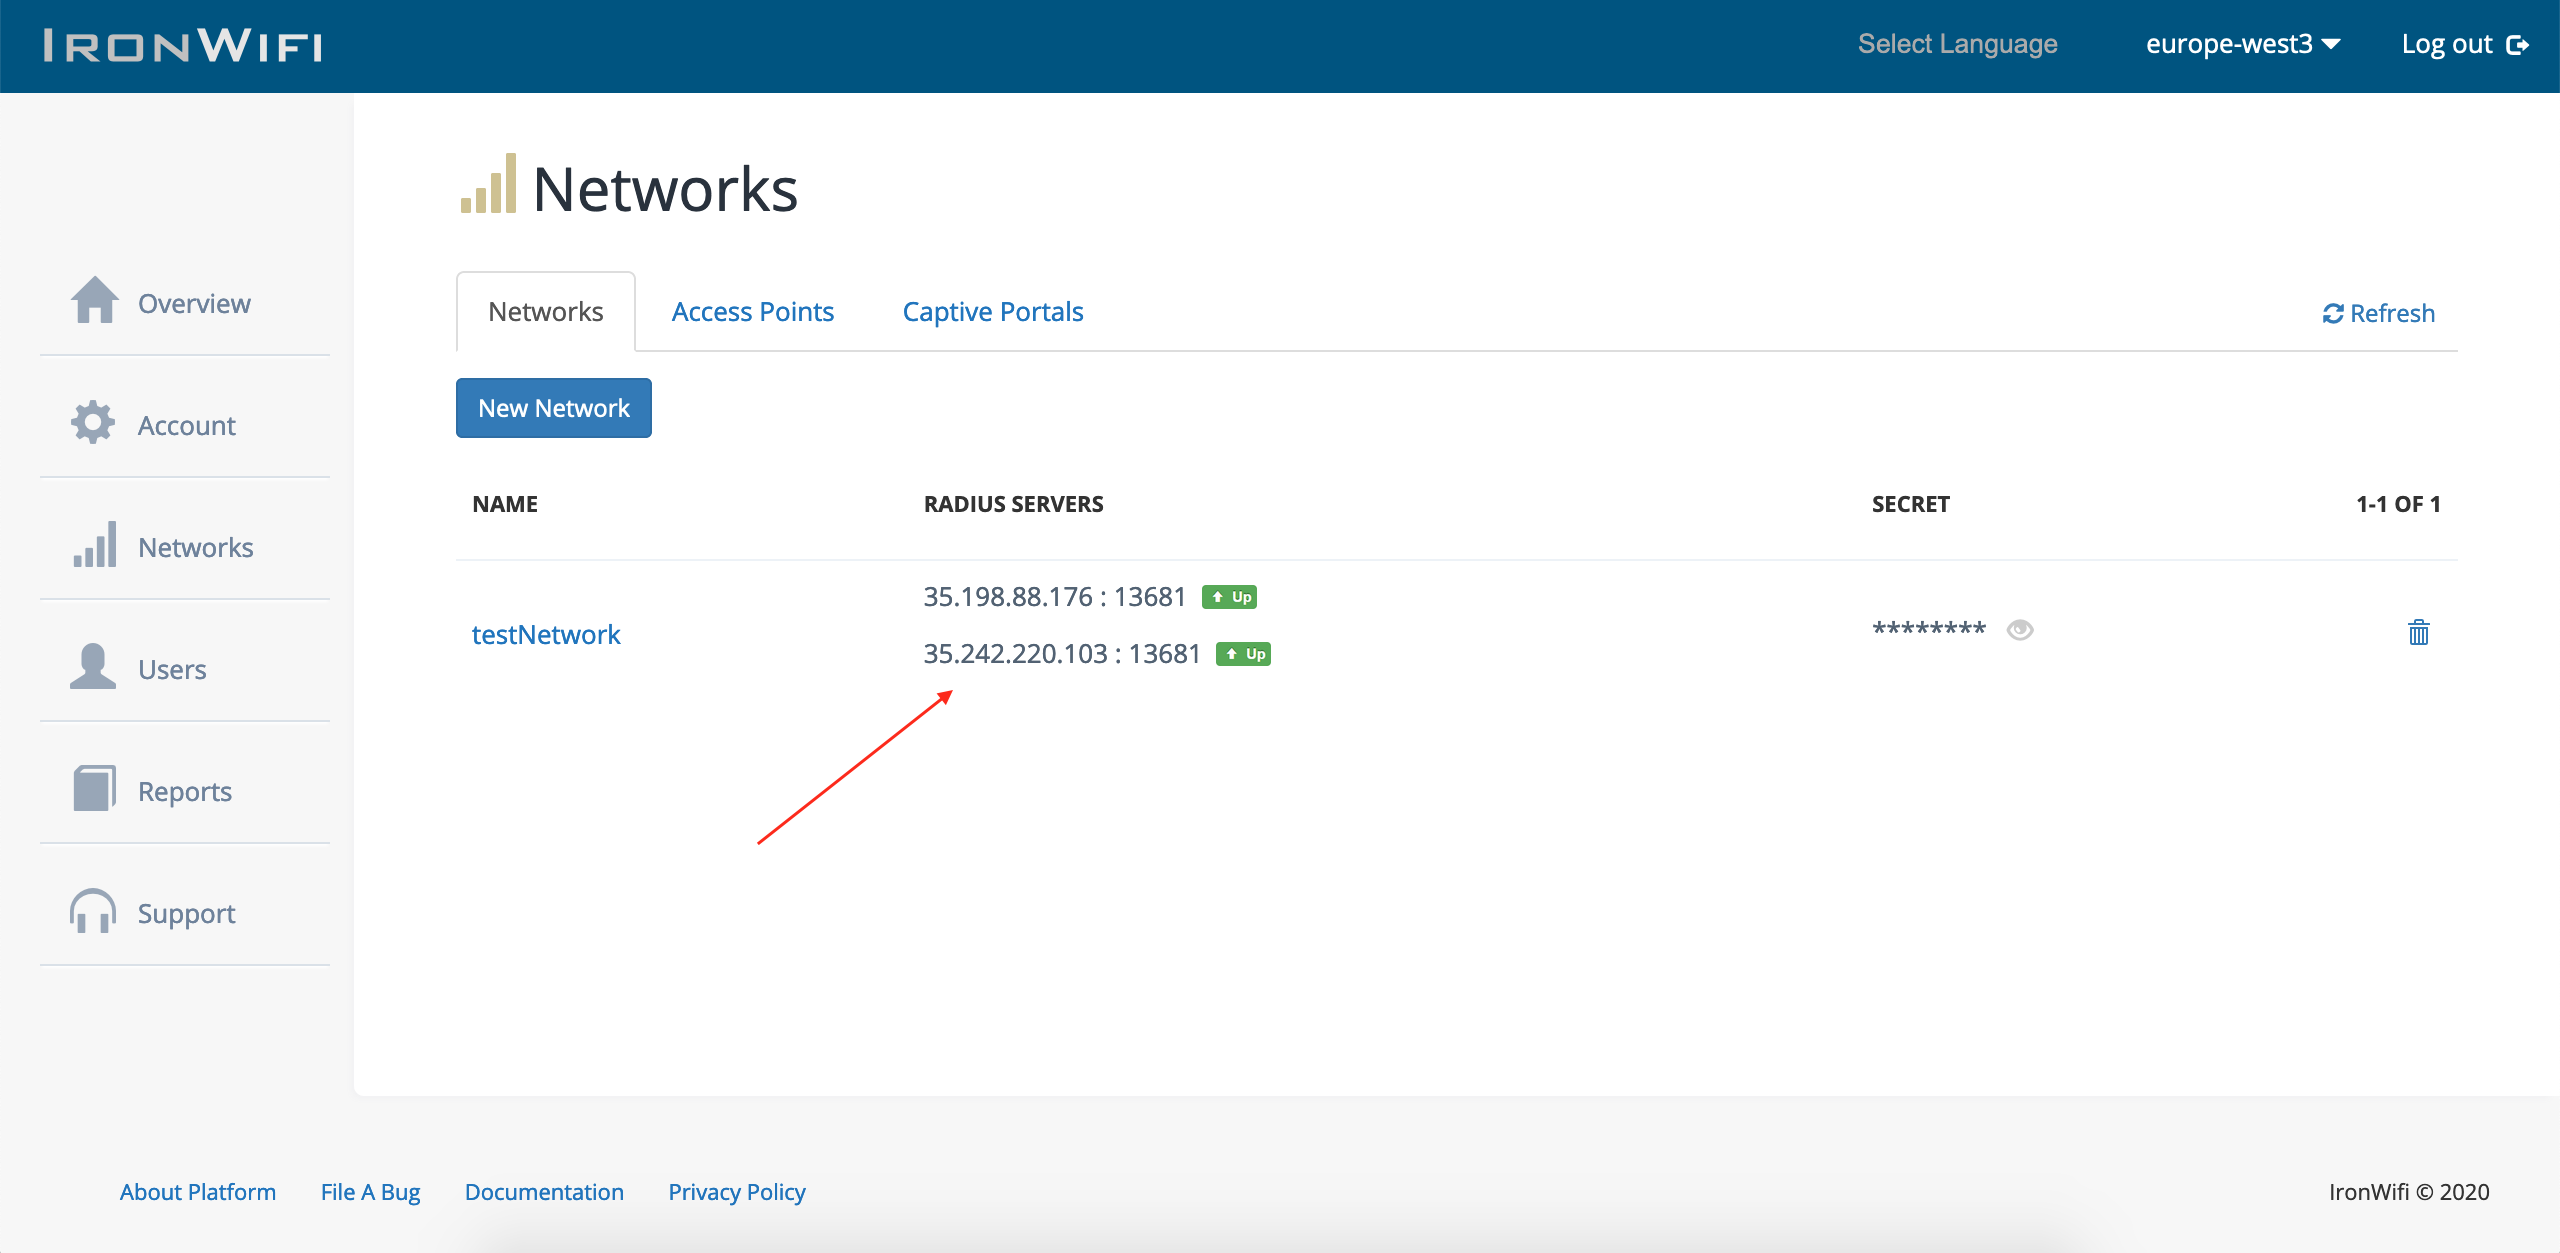 IRONWIFI
Select Language
europe-west3
Log out
Networks
Overview
Account
Networks
Users
Reports
Support
Networks
Access Points
Captive Portals
Refresh
New Network
NAME
RADIUS SERVERS
SECRET
1-1 OF 1
testNetwork
35.198.88.176 : 13681 Up
35.242.220.103 : 13681 Up
********
About Platform
File A Bug
Documentation
Privacy Policy
IronWifi © 2020